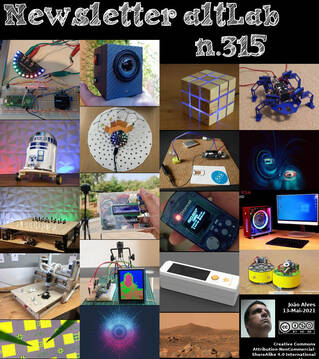 Newsletter altLab
n.315
João Alves
13-Mai-2021
Creative Commons
Attribution-NonCommercial-
ShareAlike 4.0 International